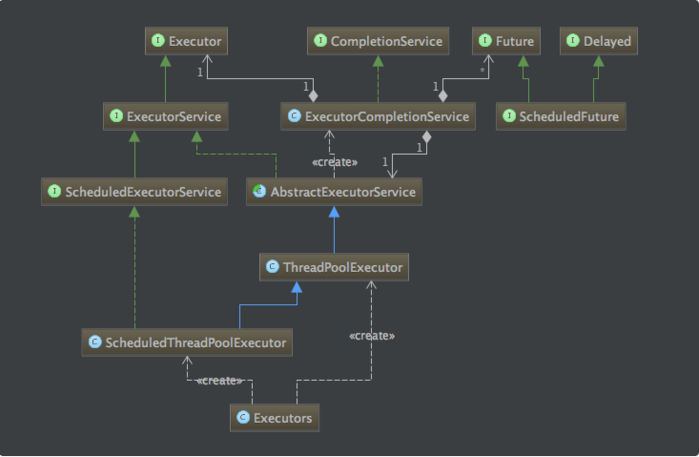 I Executor
I CompletionService
I Future
I Delayed
1
1
1
*
I ExecutorService
C ExecutorCompletionService
I ScheduledFuture
«create»
1
1
I ScheduledExecutorService
C AbstractExecutorService
C ThreadPoolExecutor
C ScheduledThreadPoolExecutor
«create»
«create»
C Executors